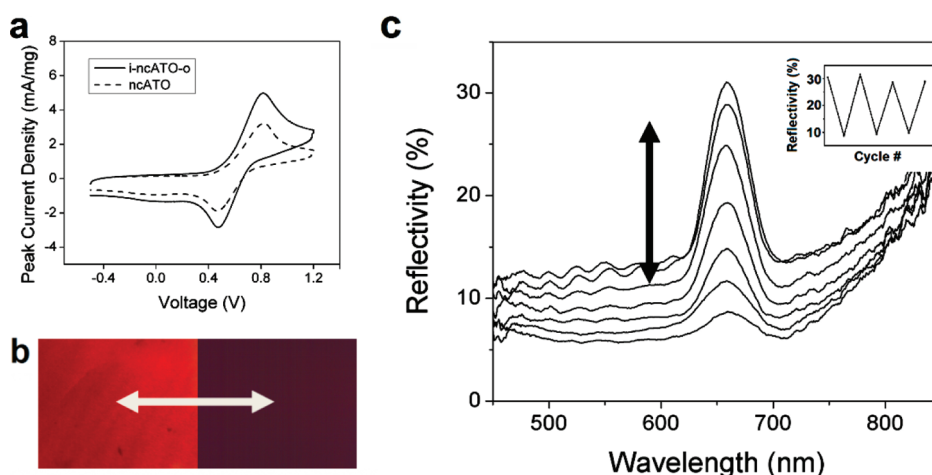 a
Peak Current Density (mA/mg)
8
6
4
2
0
-2
-4
i-ncATO-o
ncATO
-0.4
0.0
0.4
0.8
1.2
Voltage (V)
b
c
Reflectivity (%)
30
20
10
0
450
500
600
700
800
Wavelength (nm)
Reflectivity (%)
30
20
10
Cycle #